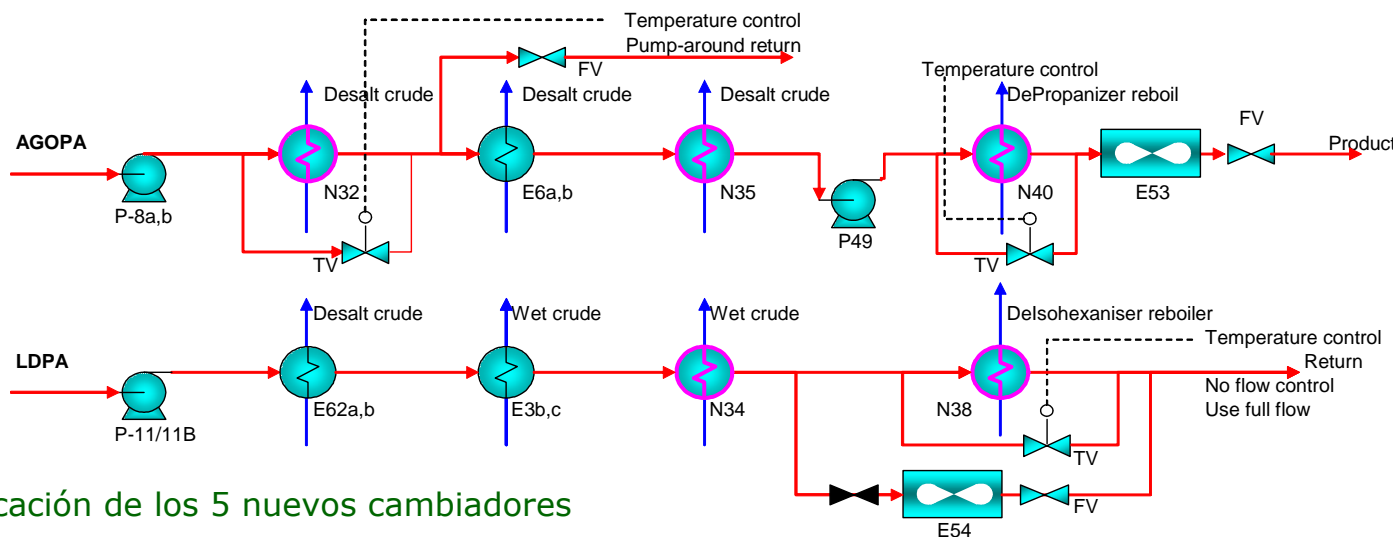 Temperature control
Pump-around return
FV
Temperature control
Desalt crude
Desalt crude
Desalt crude
DePropanizer reboil
FV
AGOPA
Product
N32
E6a,b
N35
N40
E53
P-8a,b
P49
TV
TV
Desalt crude
Wet crude
Wet crude
DeIsohexaniser reboiler
Temperature control
LDPA
Return
No flow control
Use full flow
E62a,b
E3b,c
N34
N38
P-11/11B
TV
cación de los 5 nuevos cambiadores
FV
E54